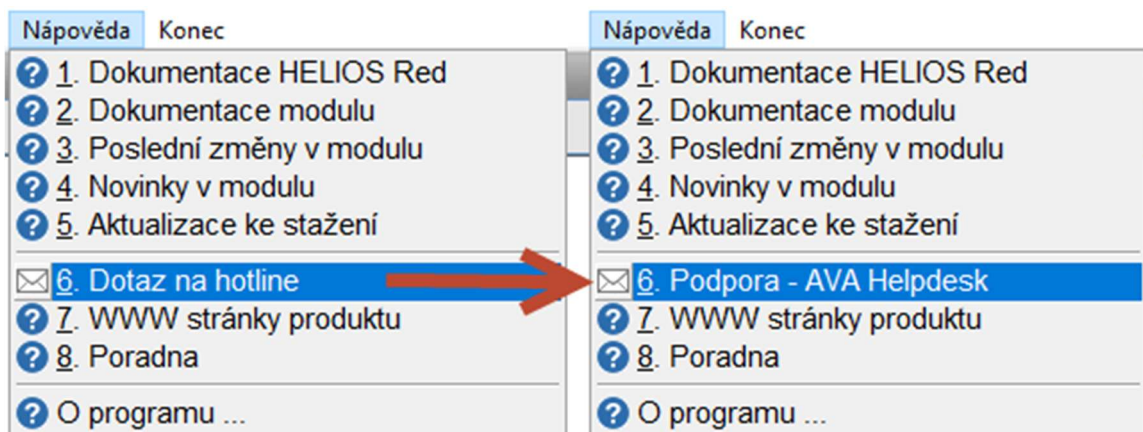 Nápověda Konec
1. Dokumentace HELIOS Red
2. Dokumentace modulu
3. Poslední změny v modulu
4. Novinky v modulu
5. Aktualizace ke stažení
6. Dotaz na hotline
7. WWW stránky produktu
8. Poradna
O programu ...
Nápověda Konec
1. Dokumentace HELIOS Red
2. Dokumentace modulu
3. Poslední změny v modulu
4. Novinky v modulu
5. Aktualizace ke stažení
6. Podpora - AVA Helpdesk
7. WWW stránky produktu
8. Poradna
O programu ...